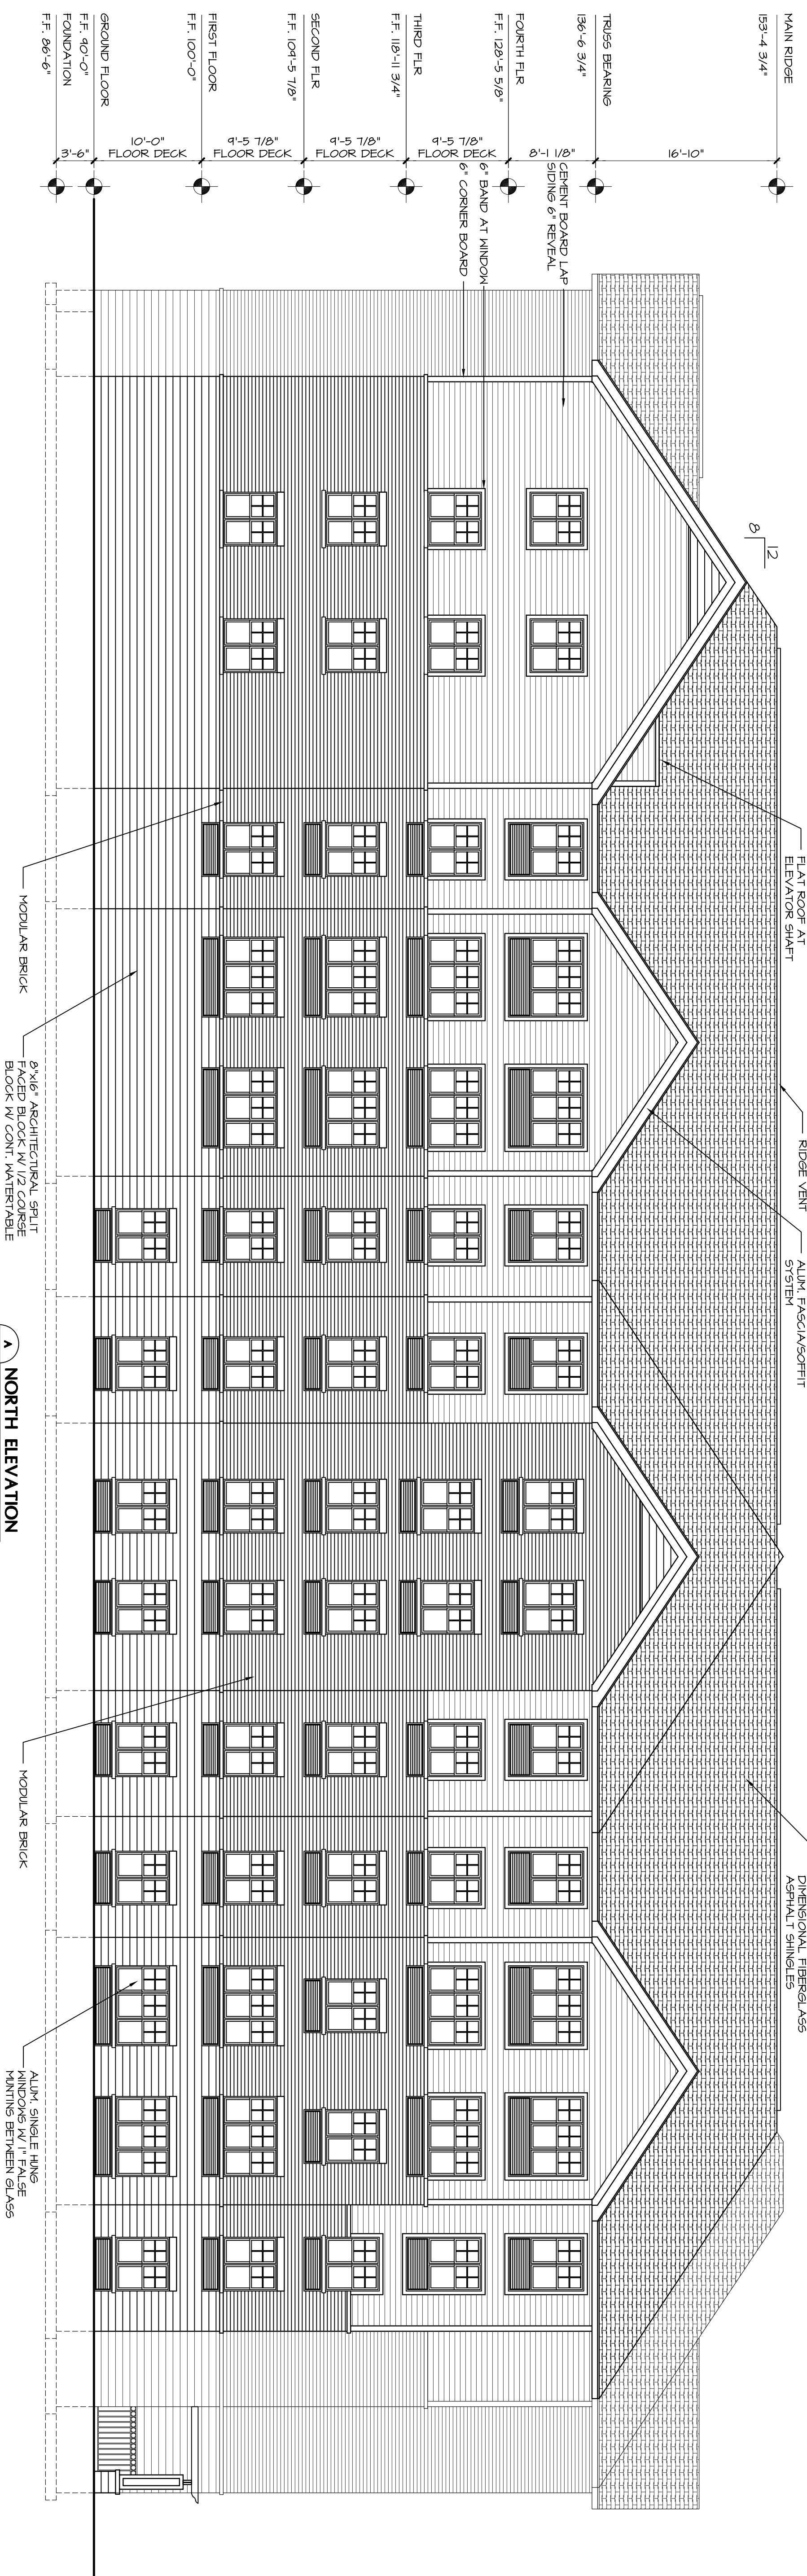 MAIN RIDGE
153'-4 3/4"
TRUSS BEARING
136'-6 3/4"
FOURTH FLR
F.F. 128'-5 5/8"
THIRD FLR
F.F. 118'-11 3/4"
SECOND FLR
F.F. 109'-5 7/8"
FIRST FLOOR
F.F. 100'-0"
GROUND FLOOR
F.F. 90'-0"
FOUNDATION
F.F. 86'-6"
16'-10"
8'-1 1/8"
9'-5 7/8"
FLOOR DECK
9'-5 7/8"
FLOOR DECK
9'-5 7/8"
FLOOR DECK
10'-0"
FLOOR DECK
3'-6"
CEMENT BOARD LAP
SIDING 6" REVEAL
6" BAND AT WINDOW
6" CORNER BOARD
12
8
FLAT ROOF AT
ELEVATOR SHAFT
RIDGE VENT
ALUM. FASCIA/SOFFIT
SYSTEM
DIMENSIONAL FIBERGLASS
ASPHALT SHINGLES
MODULAR BRICK
8"x16" ARCHITECTURAL SPLIT
FACED BLOCK W/ 1/2 COURSE
BLOCK W/ CONT. WATERTABLE
MODULAR BRICK
ALUM. SINGLE HUNG
WINDOWS W/ 1" FALSE
MUNTINS BETWEEN GLASS
A
NORTH ELEVATION